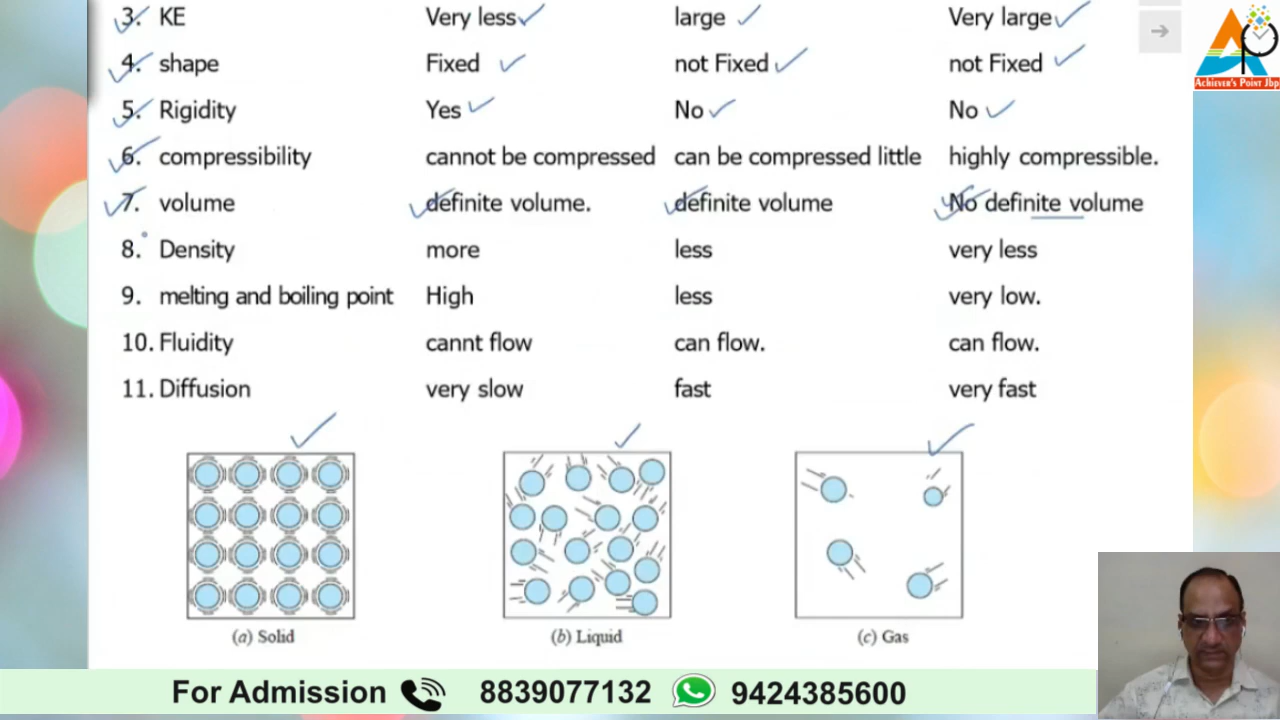 3. KE Very less large Very large
4. shape Fixed not Fixed not Fixed
5. Rigidity Yes No No
6. compressibility cannot be compressed can be compressed little highly compressible.
7. volume definite volume. definite volume No definite volume
8. Density more less very less
9. melting and boiling point High less very low.
10. Fluidity cannt flow can flow. can flow.
11. Diffusion very slow fast very fast
(a) Solid (b) Liquid (c) Gas
For Admission 8839077132 9424385600
ACHIEVER'S POINT JBP